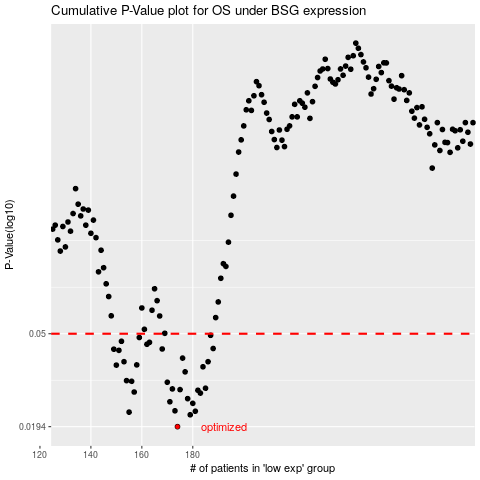 Cumulative P-Value plot for OS under BSG expression
P-Value(log10)
0.05
0.0194
optimized
120 140 160 180
# of patients in 'low exp' group